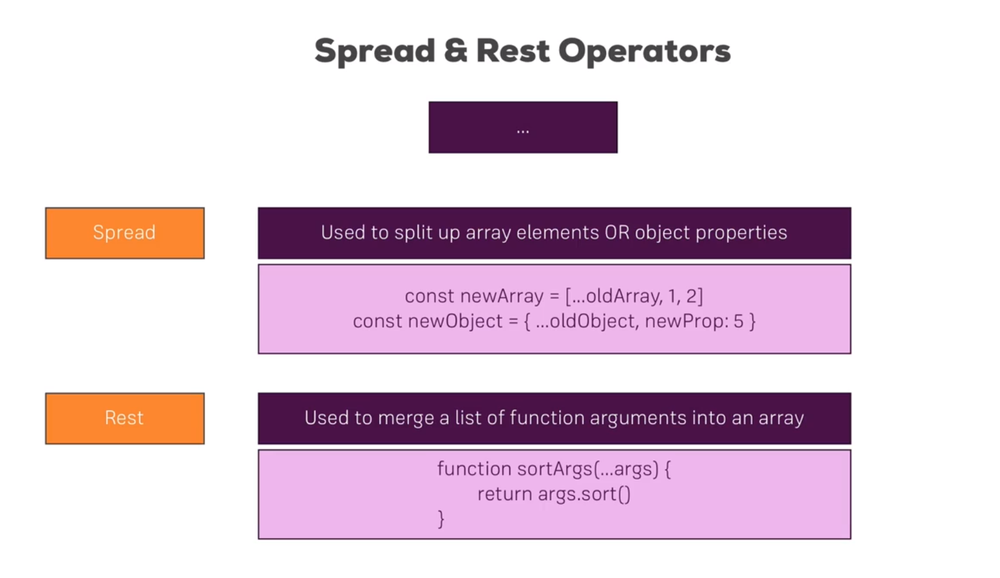 Spread & Rest Operators
...
Spread
Used to split up array elements OR object properties
const newArray = [...oldArray, 1, 2]
const newObject = { ...oldObject, newProp: 5 }
Rest
Used to merge a list of function arguments into an array
function sortArgs(...args) {
return args.sort()
}